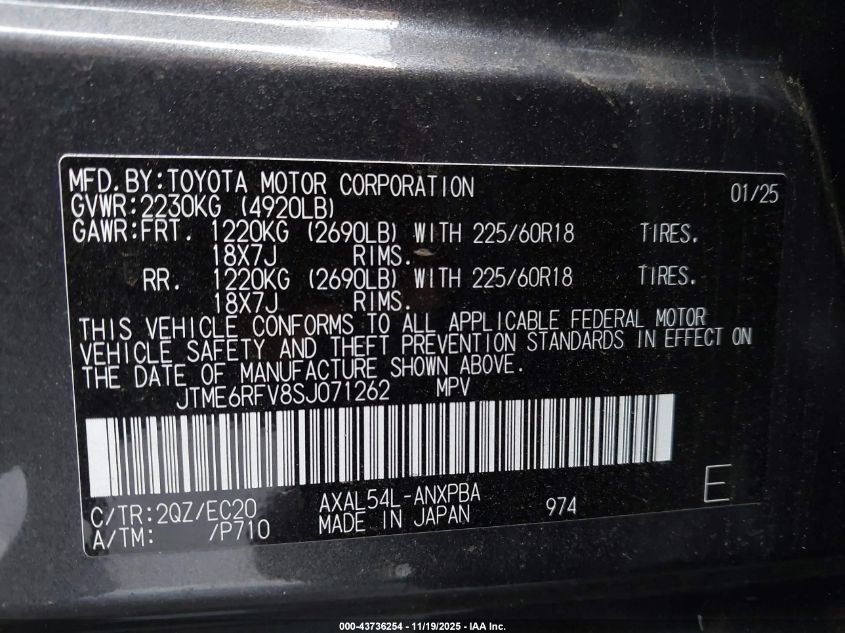 MFD.BY:TOYOTA MOTOR CORPORATION 01/25
GVWR:2230KG (4920LB)
GAWR:FRT. 1220KG (2690LB) WITH 225/60R18 TIRES.
18X7J RIMS.
RR. 1220KG (2690LB) WITH 225/60R18 TIRES.
18X7J RIMS.
THIS VEHICLE CONFORMS TO ALL APPLICABLE FEDERAL MOTOR
VEHICLE SAFETY AND THEFT PREVENTION STANDARDS IN EFFECT ON
THE DATE OF MANUFACTURE SHOWN ABOVE.
JTME6RFV8SJ071262 MPV
C/TR:2QZ/EC20 AXAL54L-ANXPBA E
A/TM: /P710 MADE IN JAPAN 974
000-43736254 - 11/19/2025 - IAA Inc.